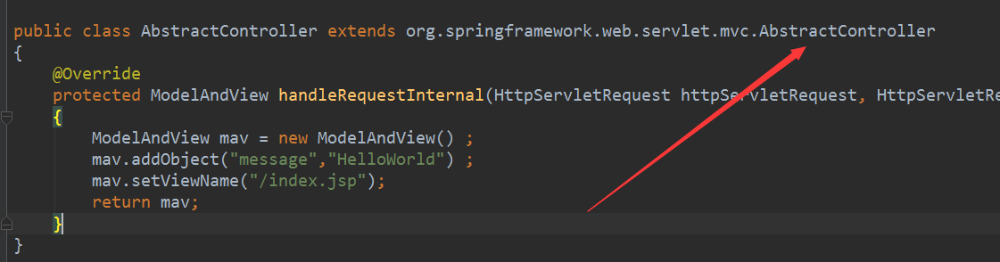 public class AbstractController extends org.springframework.web.servlet.mvc.AbstractController
{
@Override
protected ModelAndView handleRequestInternal(HttpServletRequest httpServletRequest, HttpServletRe
{
ModelAndView mav = new ModelAndView() ;
mav.addObject("message","HelloWorld") ;
mav.setViewName("/index.jsp");
return mav;
}
}